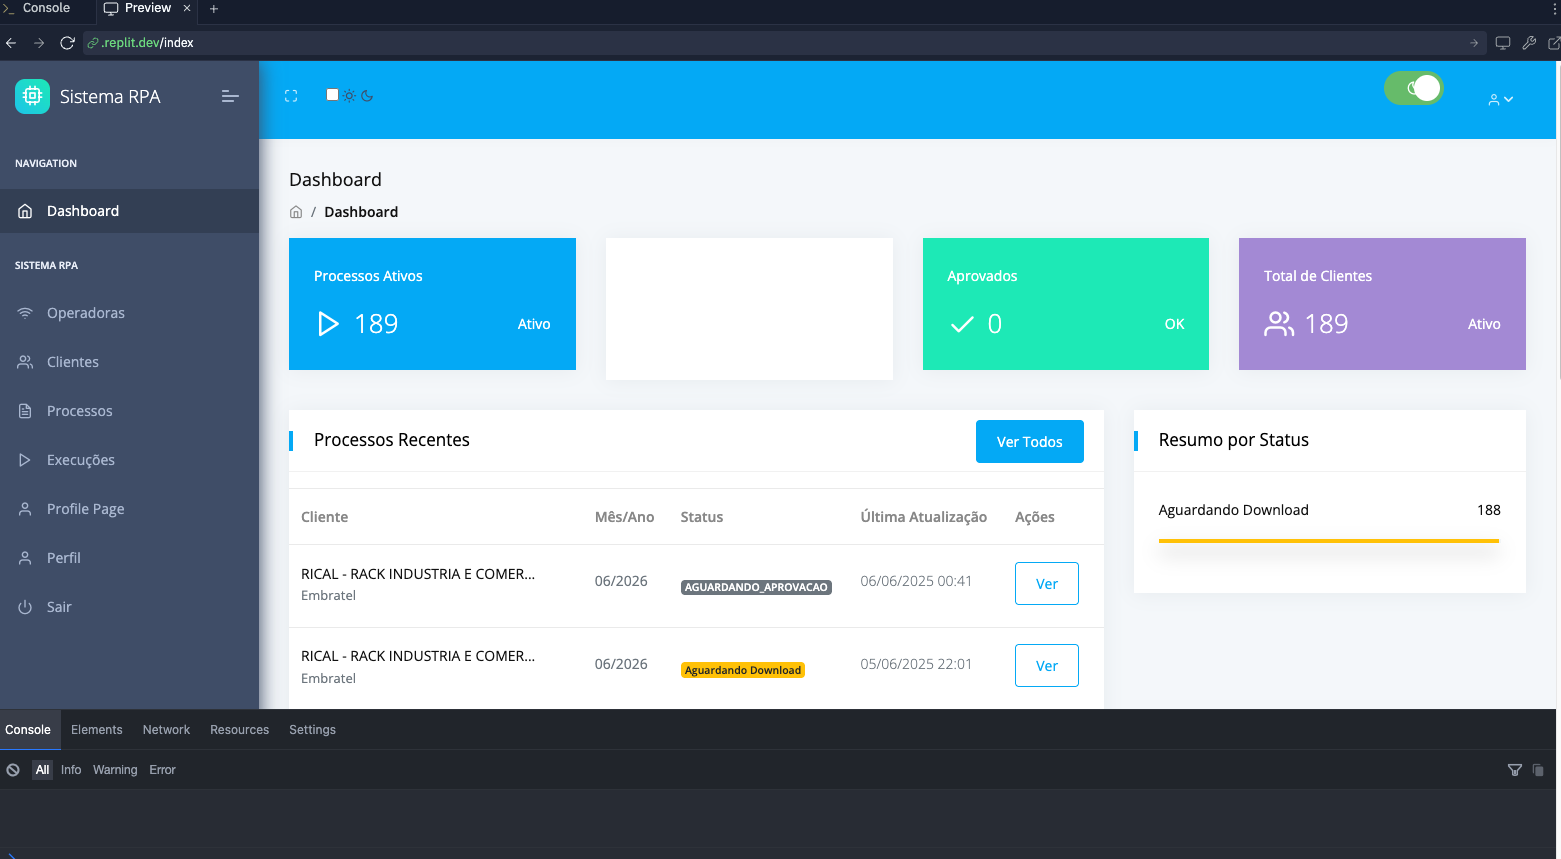 Console
Preview
.replit.dev/index
Sistema RPA
NAVIGATION
Dashboard
SISTEMA RPA
Operadoras
Clientes
Processos
Execuções
Profile Page
Perfil
Sair
Dashboard
/ Dashboard
Processos Ativos
189
Ativo
Aprovados
0
OK
Total de Clientes
189
Ativo
Processos Recentes
Ver Todos
Cliente Mês/Ano Status Última Atualização Ações
RICAL - RACK INDUSTRIA E COMER...
Embratel
06/2026
AGUARDANDO_APROVACAO
06/06/2025 00:41
Ver
RICAL - RACK INDUSTRIA E COMER...
Embratel
06/2026
Aguardando Download
05/06/2025 22:01
Ver
Resumo por Status
Aguardando Download 188
Console Elements Network Resources Settings
All Info Warning Error